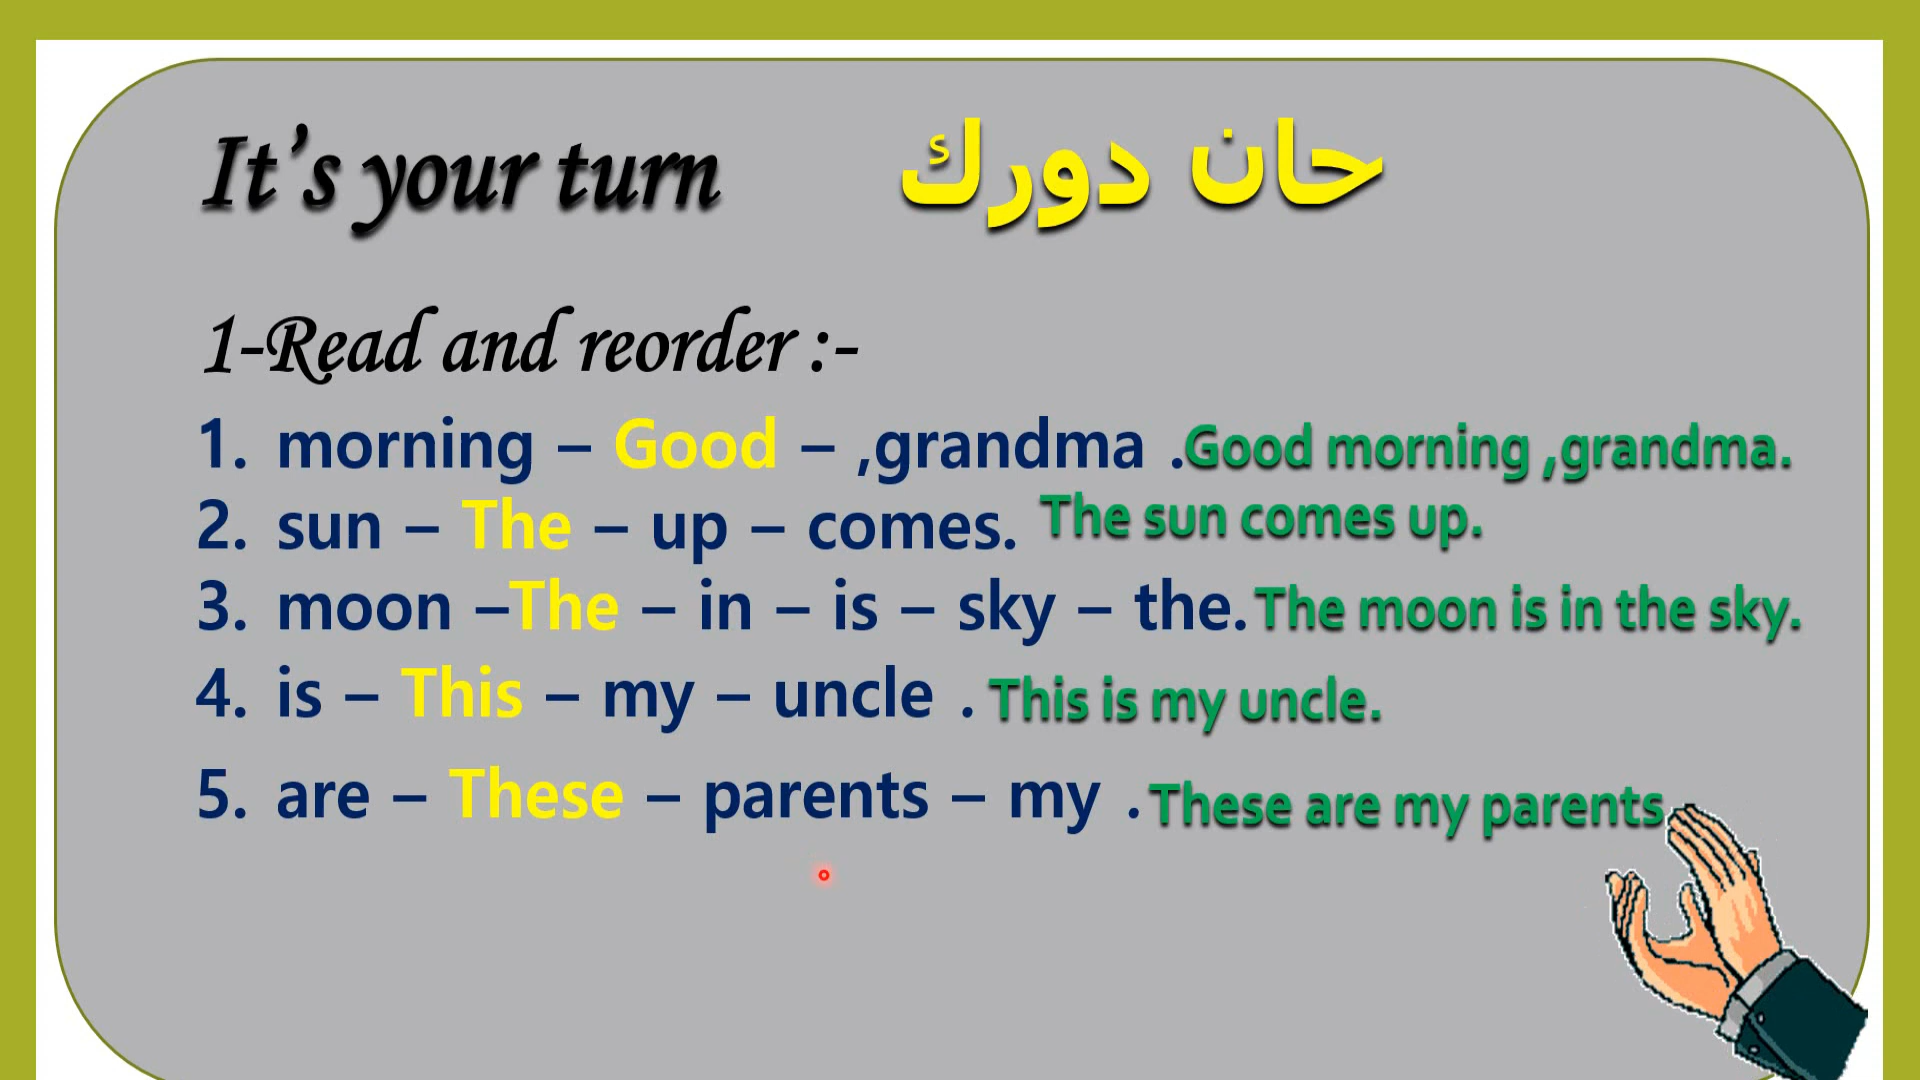 It's your turn حان دورك
1-Read and reorder :-
1. morning – Good – ,grandma .Good morning ,grandma.
2. sun – The – up – comes. The sun comes up.
3. moon –The – in – is – sky – the. The moon is in the sky.
4. is – This – my – uncle . This is my uncle.
5. are – These – parents – my . These are my parents